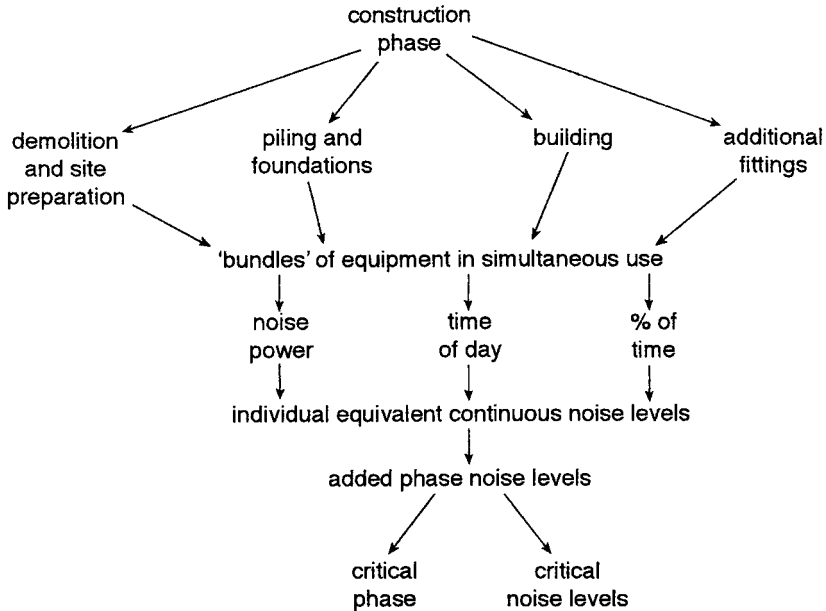 construction
phase
demolition
and site
preparation
piling and
foundations
building
additional
fittings
‘bundles’ of equipment in simultaneous use
noise
power
time
of day
% of
time
individual equivalent continuous noise levels
added phase noise levels
critical
phase
critical
noise levels